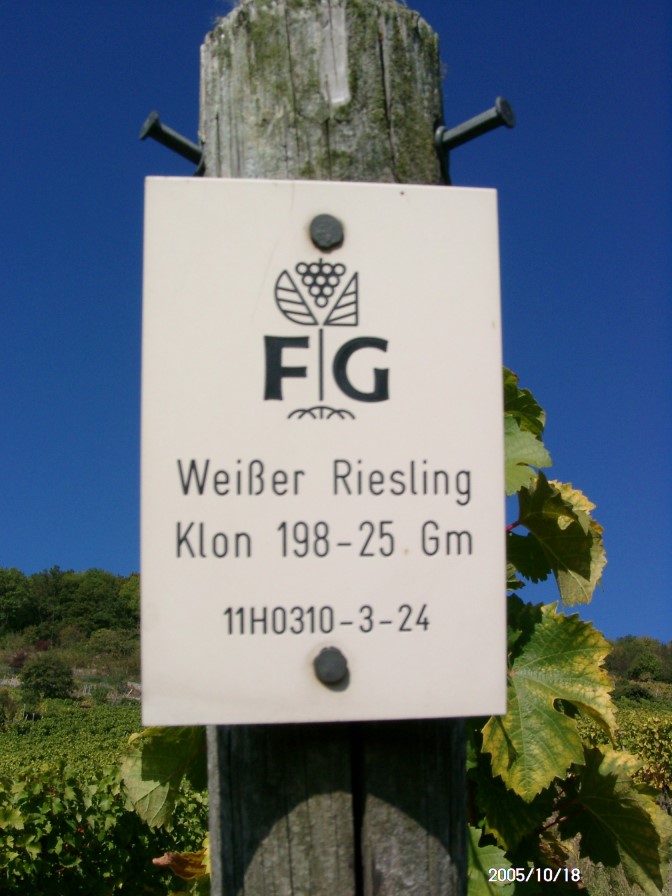 FG
Weißer Riesling
Klon 198-25 Gm
11H0310-3-24
2005/10/18